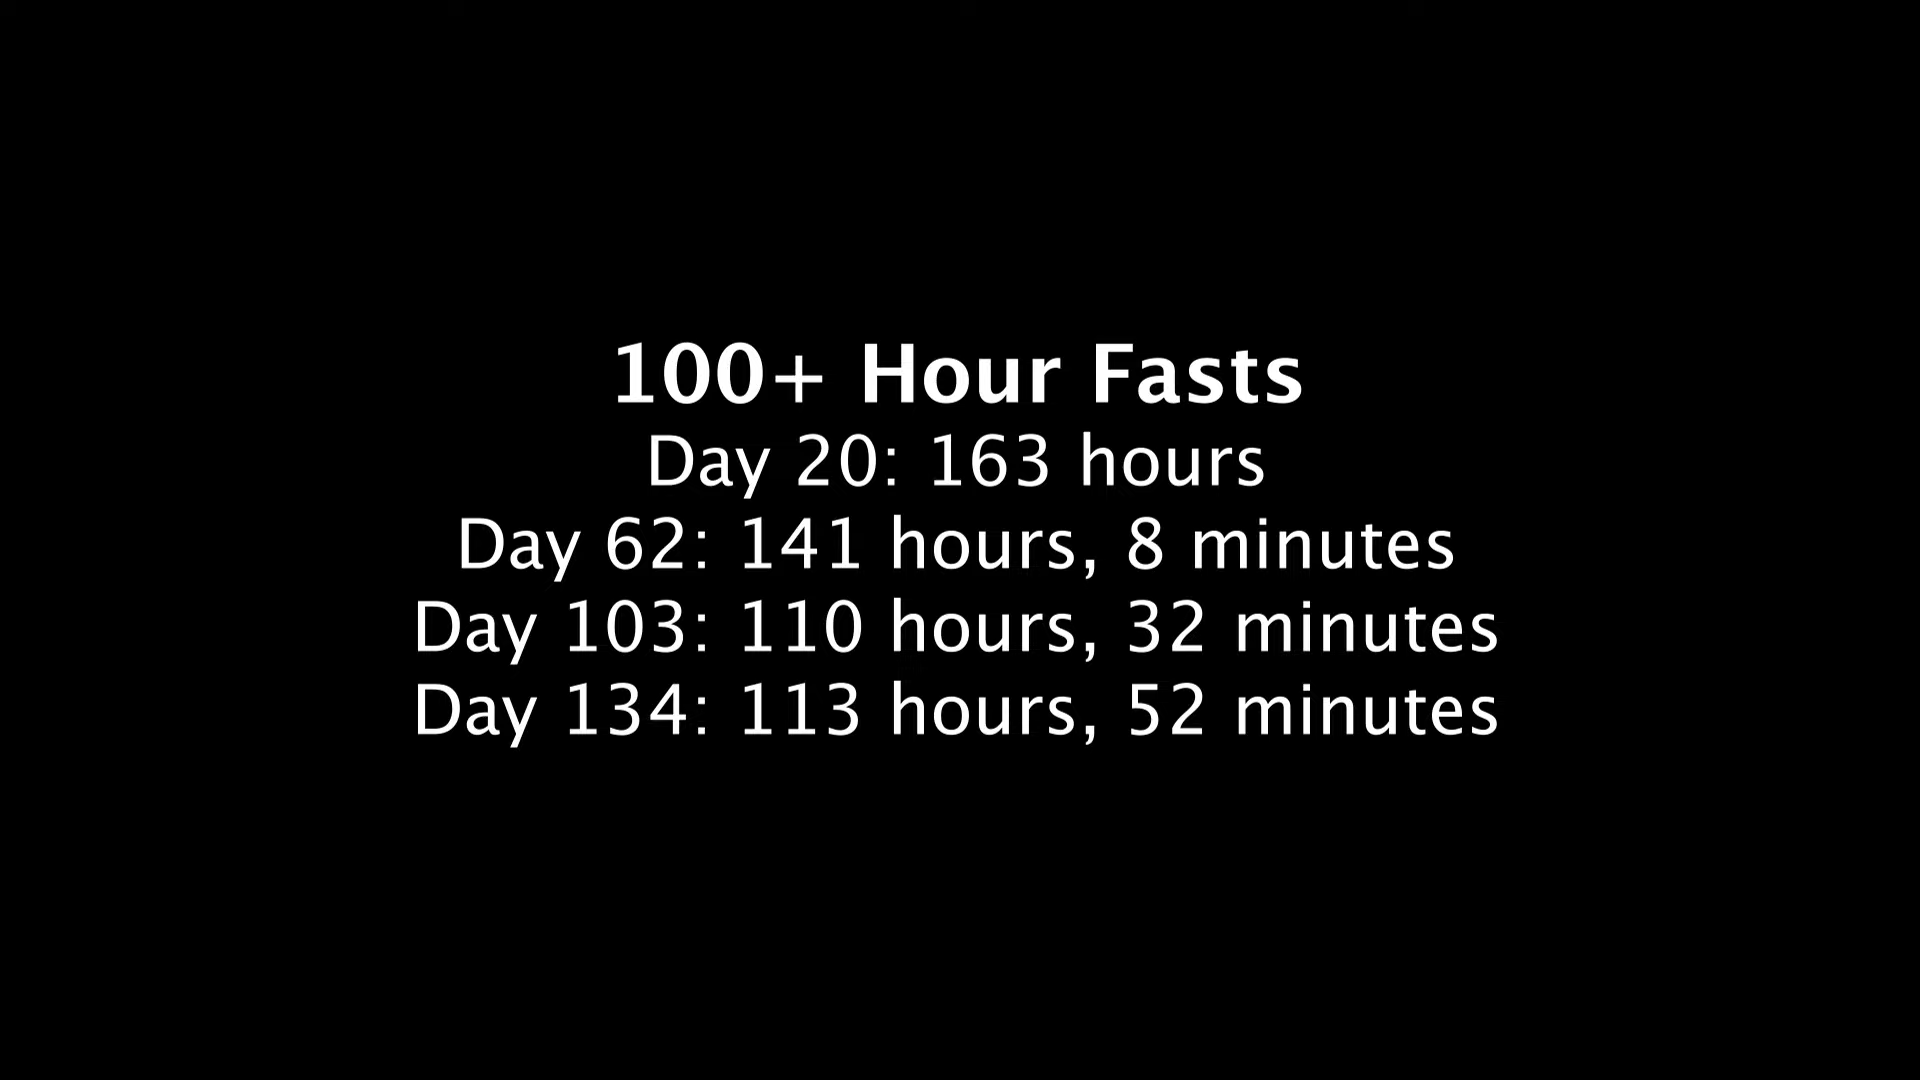 100+ Hour Fasts
Day 20: 163 hours
Day 62: 141 hours, 8 minutes
Day 103: 110 hours, 32 minutes
Day 134: 113 hours, 52 minutes